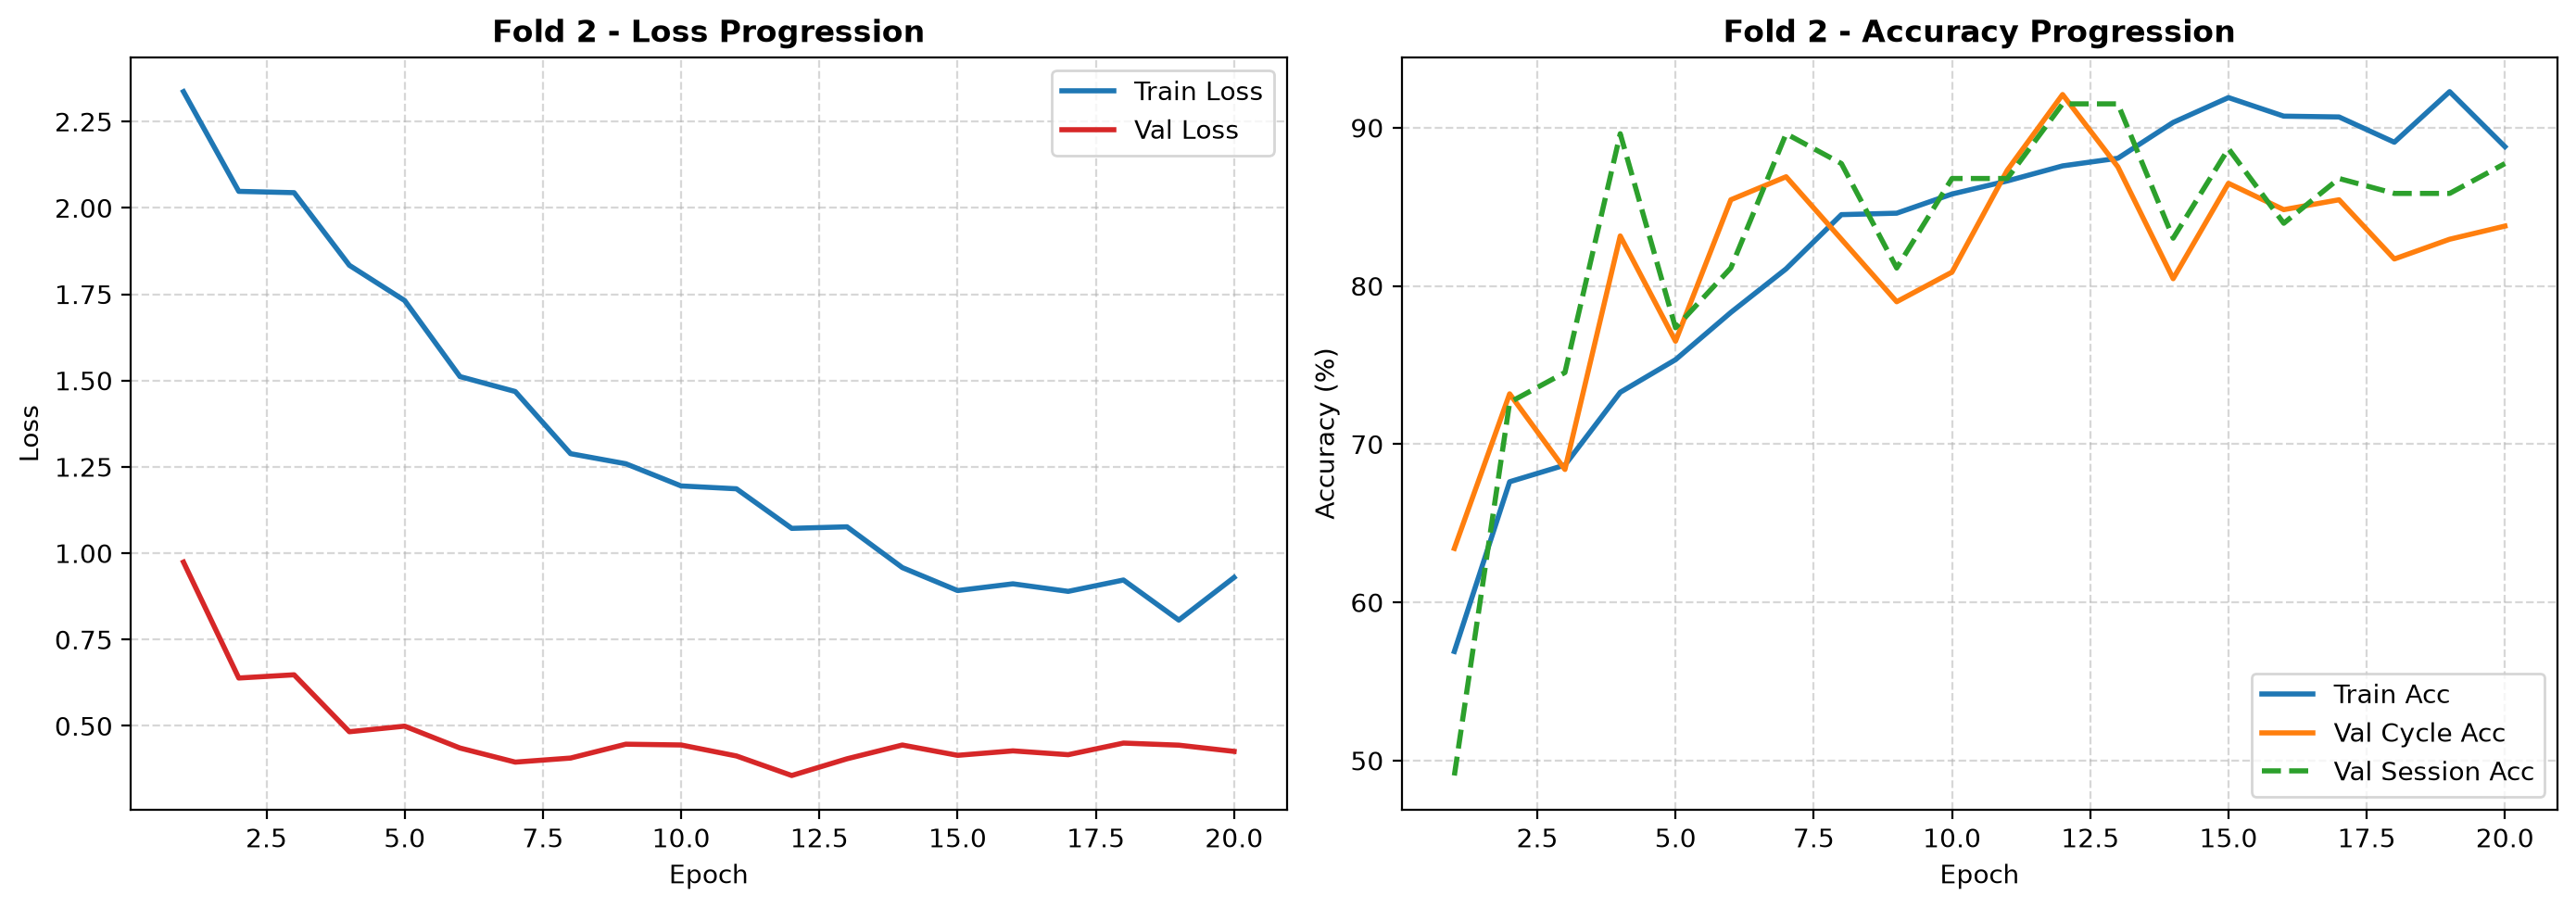 Fold 2 - Loss Progression
Train Loss
Val Loss
2.25
2.00
1.75
1.50
1.25
1.00
0.75
0.50
Loss
2.5 5.0 7.5 10.0 12.5 15.0 17.5 20.0
Epoch
Fold 2 - Accuracy Progression
90
80
70
60
50
Accuracy (%)
Train Acc
Val Cycle Acc
Val Session Acc
2.5 5.0 7.5 10.0 12.5 15.0 17.5 20.0
Epoch